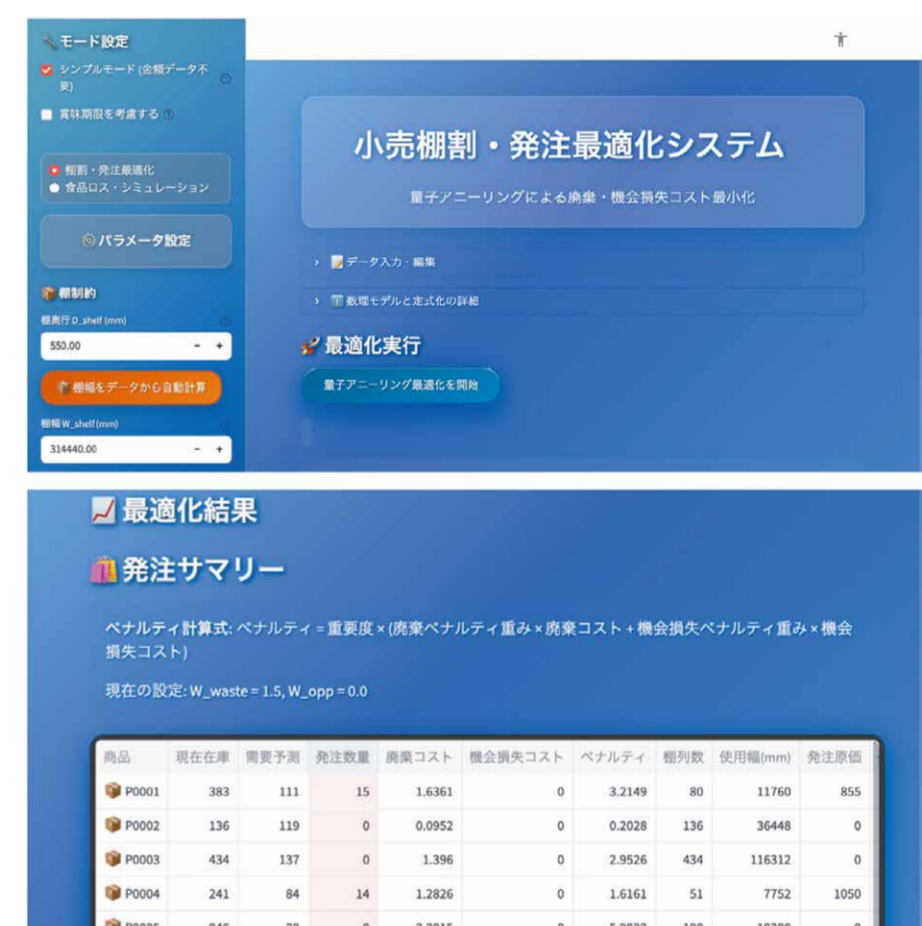 モード設定
シンプルモード (金額データ不
要)
賞味期限を考慮する
棚割・発注最適化
食品ロス・シミュレーション
パラメータ設定
棚制約
棚奥行 D_shelf (mm)
550.00 - +
棚幅をデータから自動計算
棚幅 W_shelf (mm)
314440.00 - +
小売棚割・発注最適化システム
量子アニーリングによる廃棄・機会損失コスト最小化
データ入力・編集
数理モデルと定式化の詳細
最適化実行
量子アニーリング最適化を開始
最適化結果
発注サマリー
ペナルティ計算式: ペナルティ = 重要度 × (廃棄ペナルティ重み × 廃棄コスト + 機会損失ペナルティ重み × 機会
損失コスト)
現在の設定: W_waste = 1.5, W_opp = 0.0
商品 現在在庫 需要予測 発注数量 廃棄コスト 機会損失コスト ペナルティ 棚列数 使用幅(mm) 発注原価
P0001 383 111 15 1.6361 0 3.2149 80 11760 855
P0002 136 119 0 0.0952 0 0.2028 136 36448 0
P0003 434 137 0 1.396 0 2.9526 434 116312 0
P0004 241 84 14 1.2826 0 1.6161 51 7752 1050